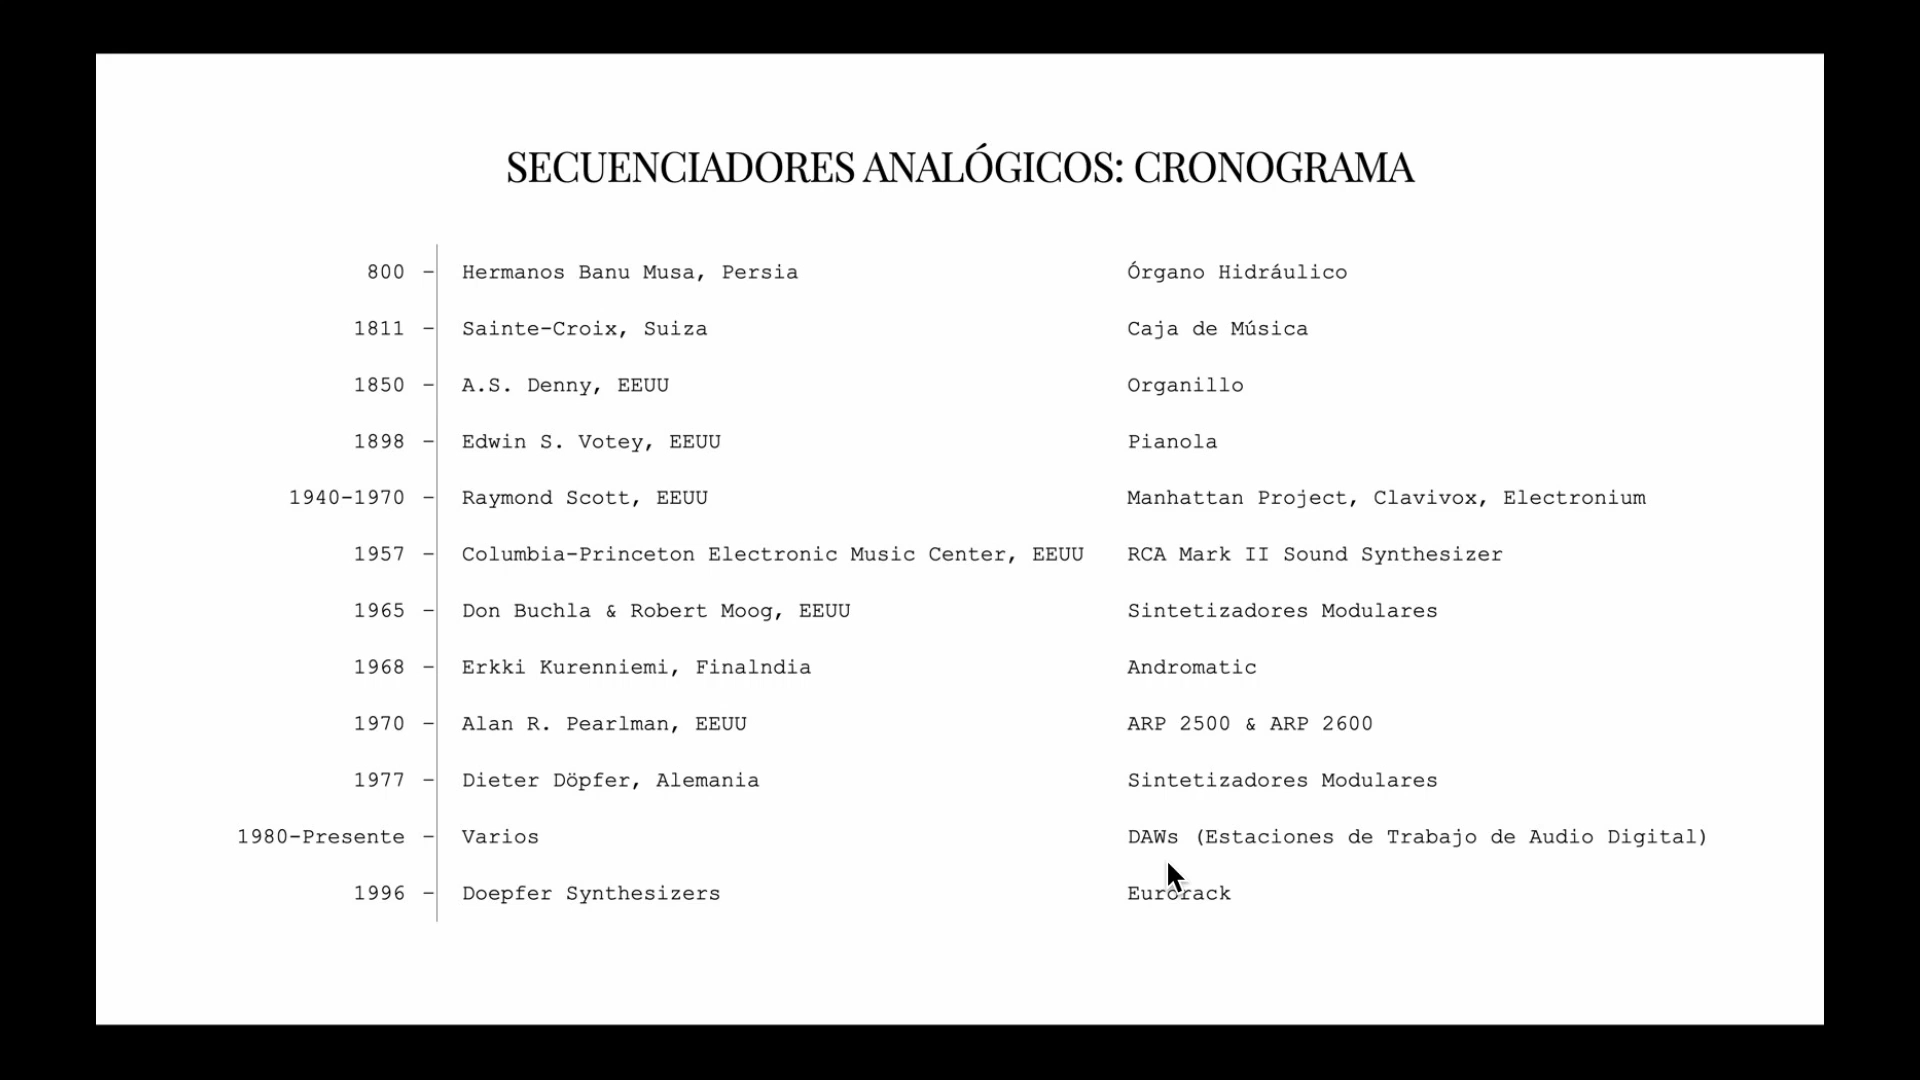 SECUENCIADORES ANALÓGICOS: CRONOGRAMA
800 – Hermanos Banu Musa, Persia Órgano Hidráulico
1811 – Sainte-Croix, Suiza Caja de Música
1850 – A.S. Denny, EEUU Organillo
1898 – Edwin S. Votey, EEUU Pianola
1940-1970 – Raymond Scott, EEUU Manhattan Project, Clavivox, Electronium
1957 – Columbia-Princeton Electronic Music Center, EEUU RCA Mark II Sound Synthesizer
1965 – Don Buchla & Robert Moog, EEUU Sintetizadores Modulares
1968 – Erkki Kurenniemi, Finalndia Andromatic
1970 – Alan R. Pearlman, EEUU ARP 2500 & ARP 2600
1977 – Dieter Döpfer, Alemania Sintetizadores Modulares
1980-Presente – Varios DAWs (Estaciones de Trabajo de Audio Digital)
1996 – Doepfer Synthesizers Eurorack